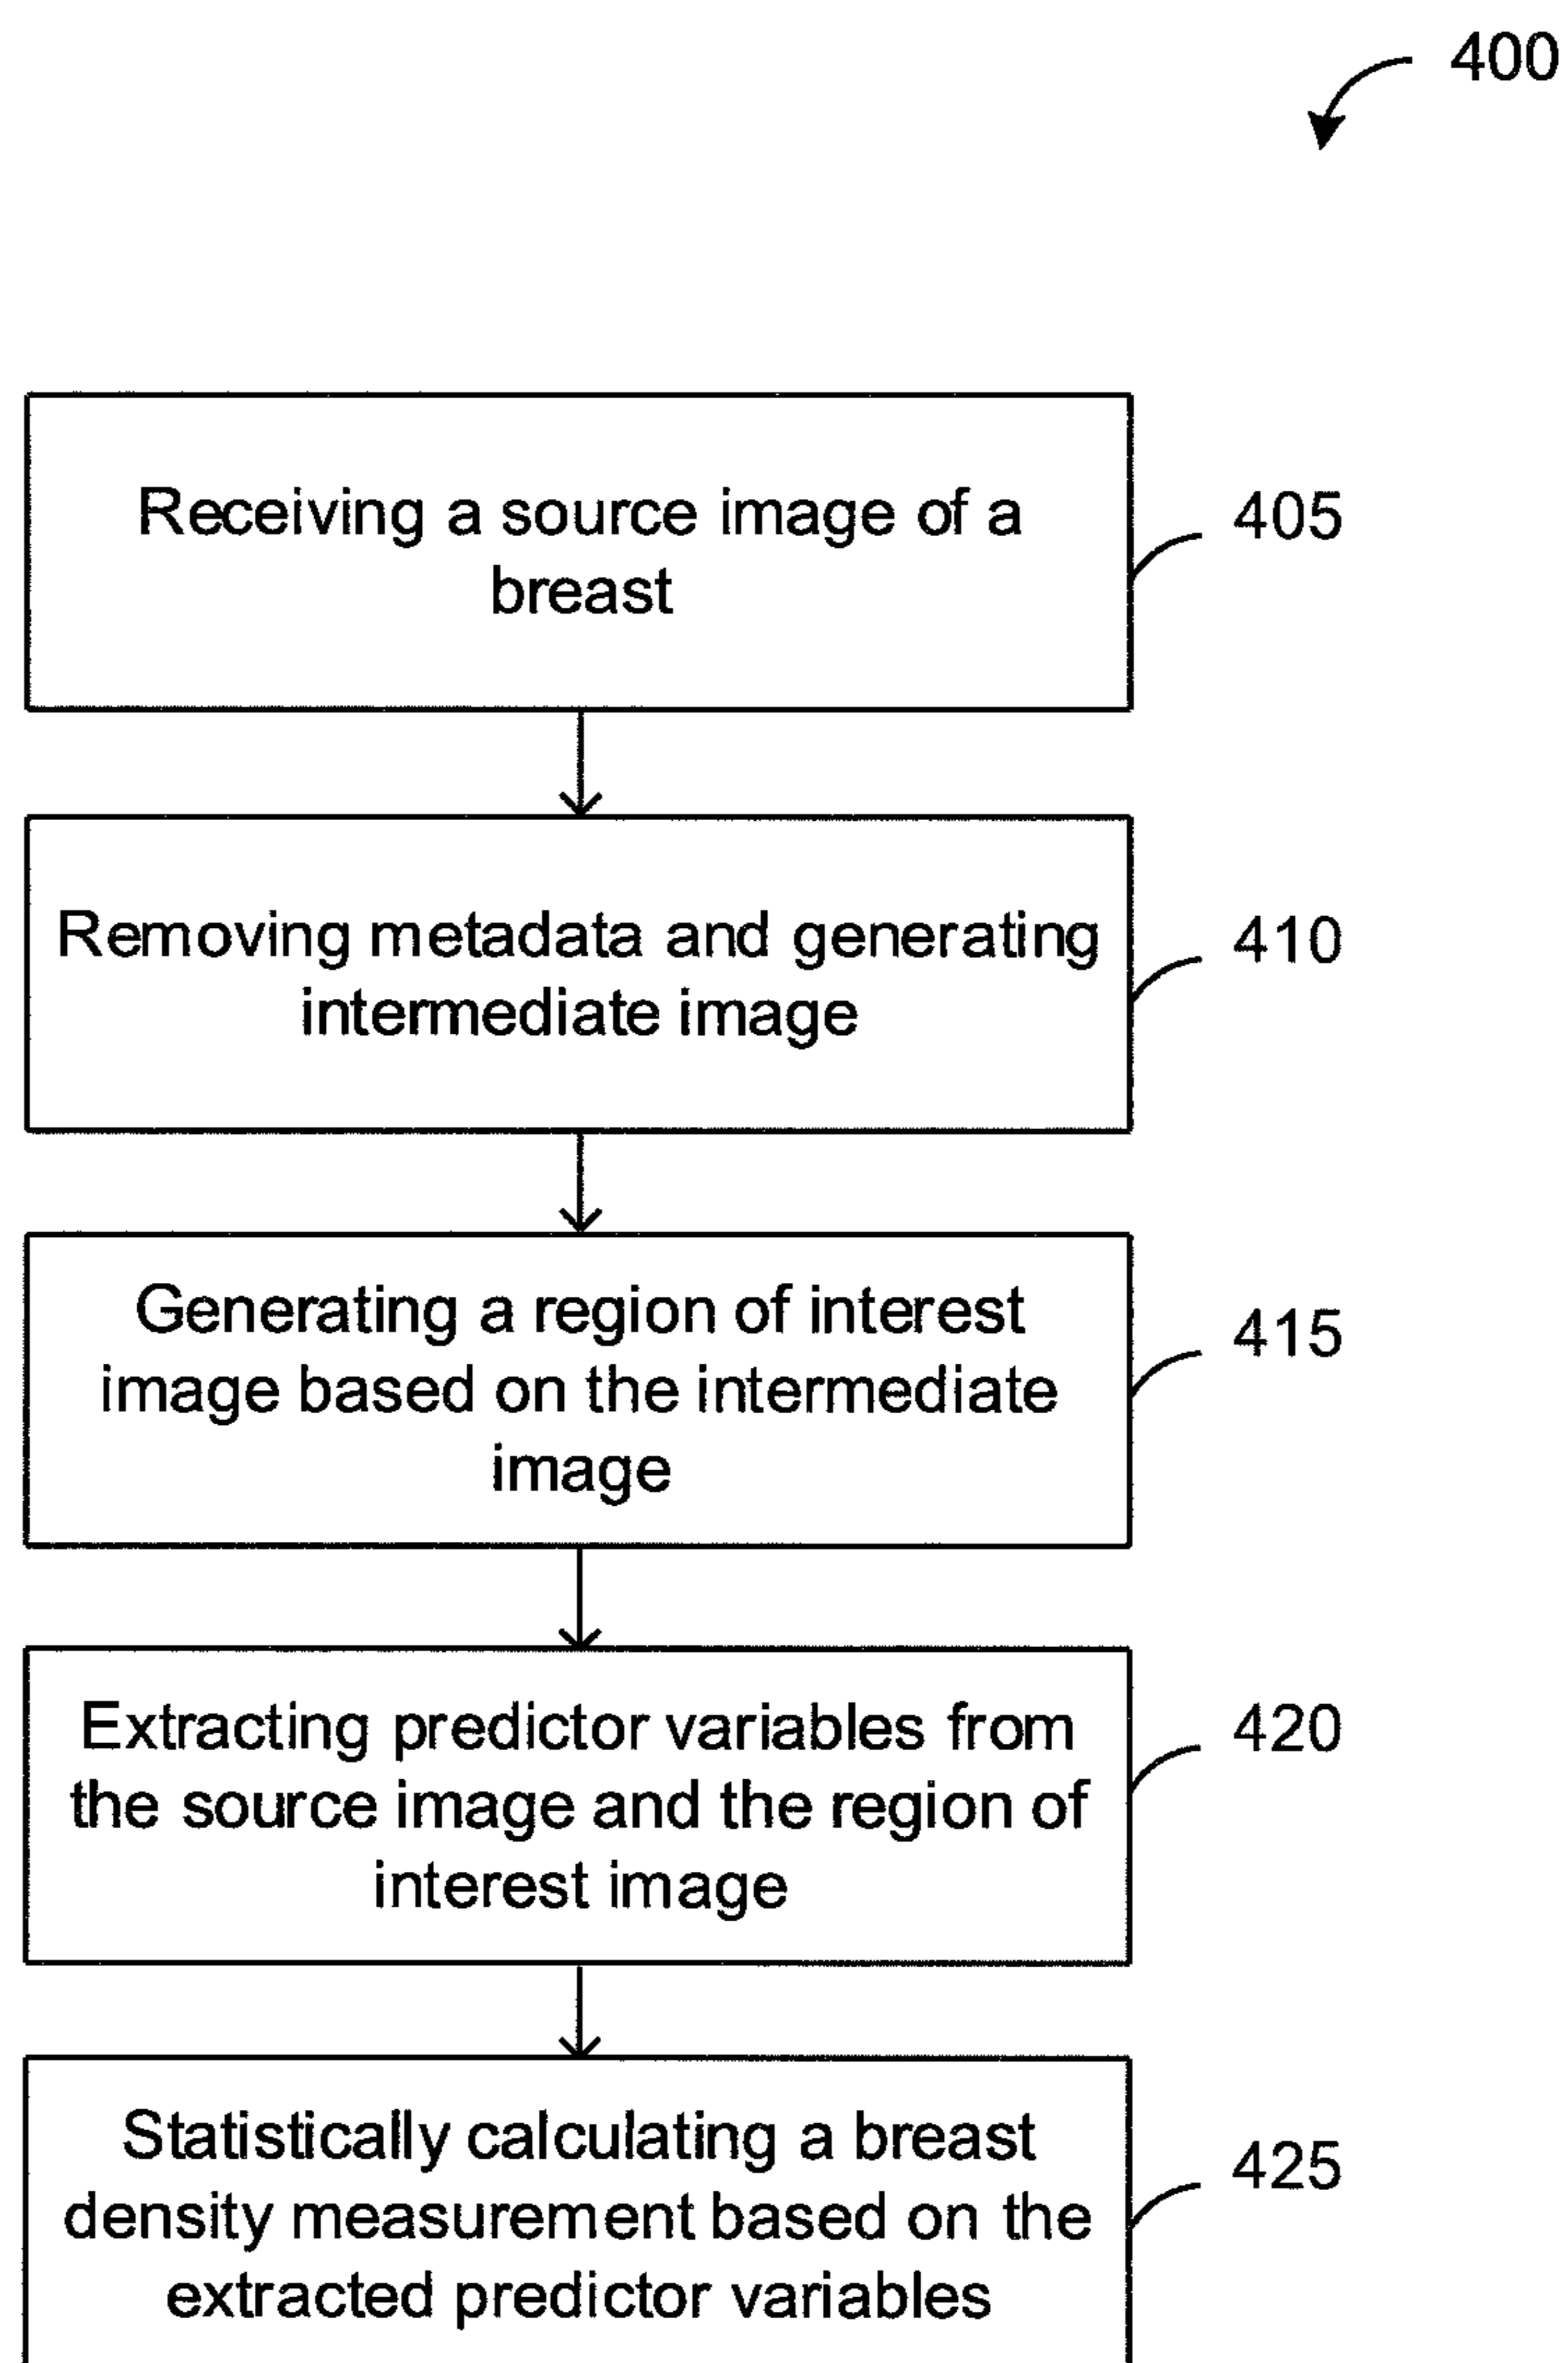 400
Receiving a source image of a
breast
405
Removing metadata and generating
intermediate image
410
Generating a region of interest
image based on the intermediate
image
415
Extracting predictor variables from
the source image and the region of
interest image
420
Statistically calculating a breast
density measurement based on the
extracted predictor variables
425